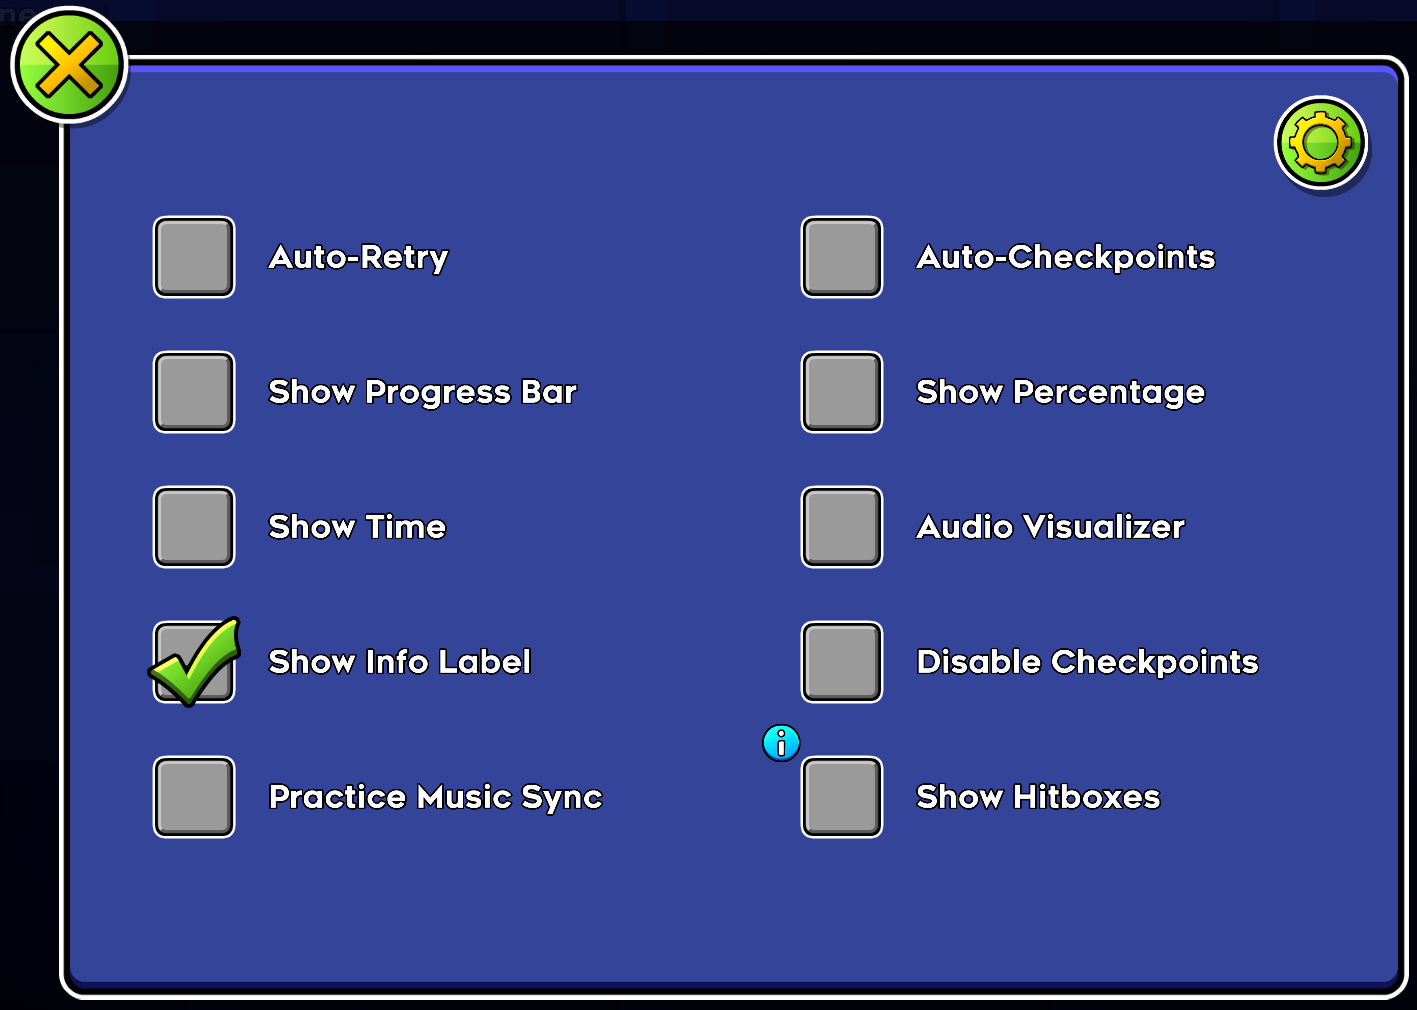 Auto-Retry
Auto-Checkpoints
Show Progress Bar
Show Percentage
Show Time
Audio Visualizer
Show Info Label
Disable Checkpoints
i
Practice Music Sync
Show Hitboxes